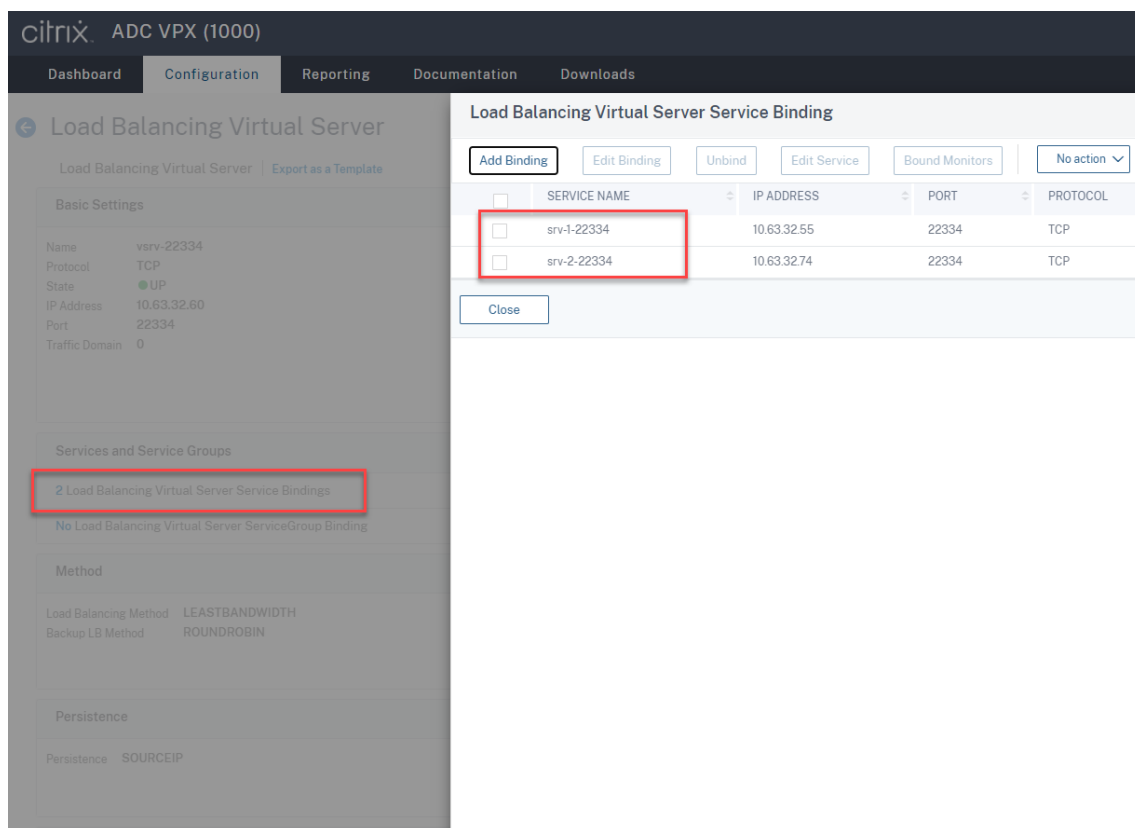 citrix. ADC VPX (1000)
Dashboard Configuration Reporting Documentation Downloads
Load Balancing Virtual Server
Load Balancing Virtual Server | Export as a Template
Basic Settings
Name vsrv-22334
Protocol TCP
State UP
IP Address 10.63.32.60
Port 22334
Traffic Domain 0
Services and Service Groups
2 Load Balancing Virtual Server Service Bindings
No Load Balancing Virtual Server ServiceGroup Binding
Method
Load Balancing Method LEASTBANDWIDTH
Backup LB Method ROUNDROBIN
Persistence
Persistence SOURCEIP
Load Balancing Virtual Server Service Binding
Add Binding Edit Binding Unbind Edit Service Bound Monitors No action
SERVICE NAME IP ADDRESS PORT PROTOCOL
srv-1-22334 10.63.32.55 22334 TCP
srv-2-22334 10.63.32.74 22334 TCP
Close